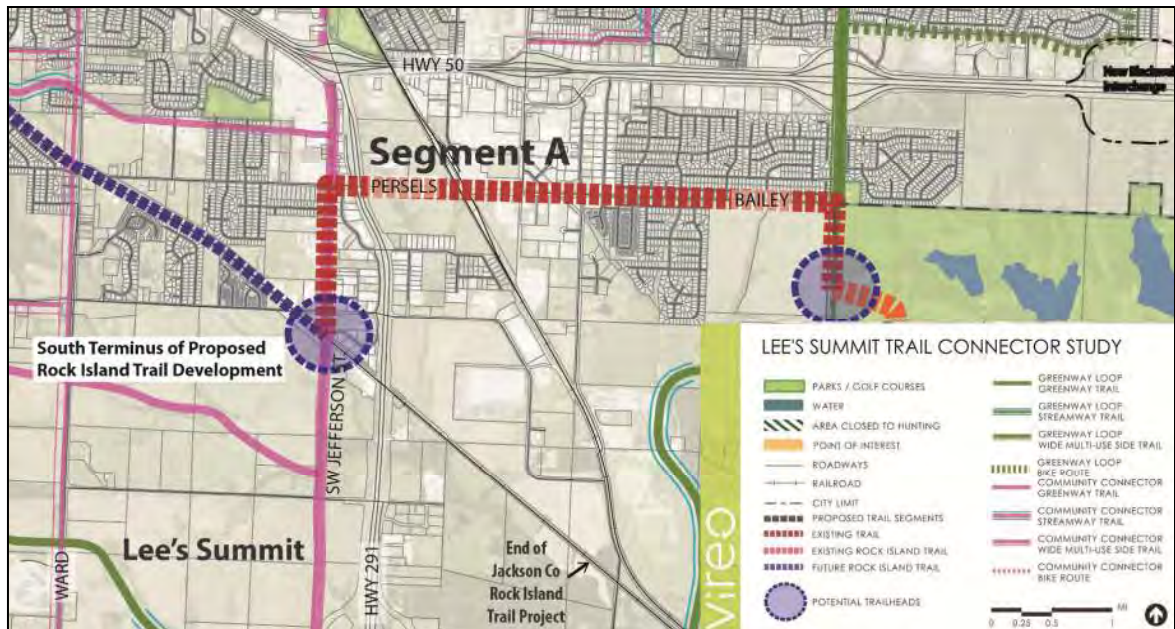 HWY 50
New Blackwell
Interchange
Segment A
PERSELS
BAILEY
South Terminus of Proposed
Rock Island Trail Development
SW JEFFERSON ST
Lee's Summit
WARD
HWY 291
End of
Jackson Co
Rock Island
Trail Project
Vireo
LEE'S SUMMIT TRAIL CONNECTOR STUDY
PARKS / GOLF COURSES
WATER
AREA CLOSED TO HUNTING
POINT OF INTEREST
ROADWAYS
RAILROAD
CITY LIMIT
PROPOSED TRAIL SEGMENTS
EXISTING TRAIL
EXISTING ROCK ISLAND TRAIL
FUTURE ROCK ISLAND TRAIL
POTENTIAL TRAILHEADS
GREENWAY LOOP
GREENWAY TRAIL
GREENWAY LOOP
STREAMWAY TRAIL
GREENWAY LOOP
WIDE MULTI-USE SIDE TRAIL
GREENWAY LOOP
BIKE ROUTE
COMMUNITY CONNECTOR
GREENWAY TRAIL
COMMUNITY CONNECTOR
STREAMWAY TRAIL
COMMUNITY CONNECTOR
WIDE MULTI-USE SIDE TRAIL
COMMUNITY CONNECTOR
BIKE ROUTE
MI
0 0.25 0.5 1